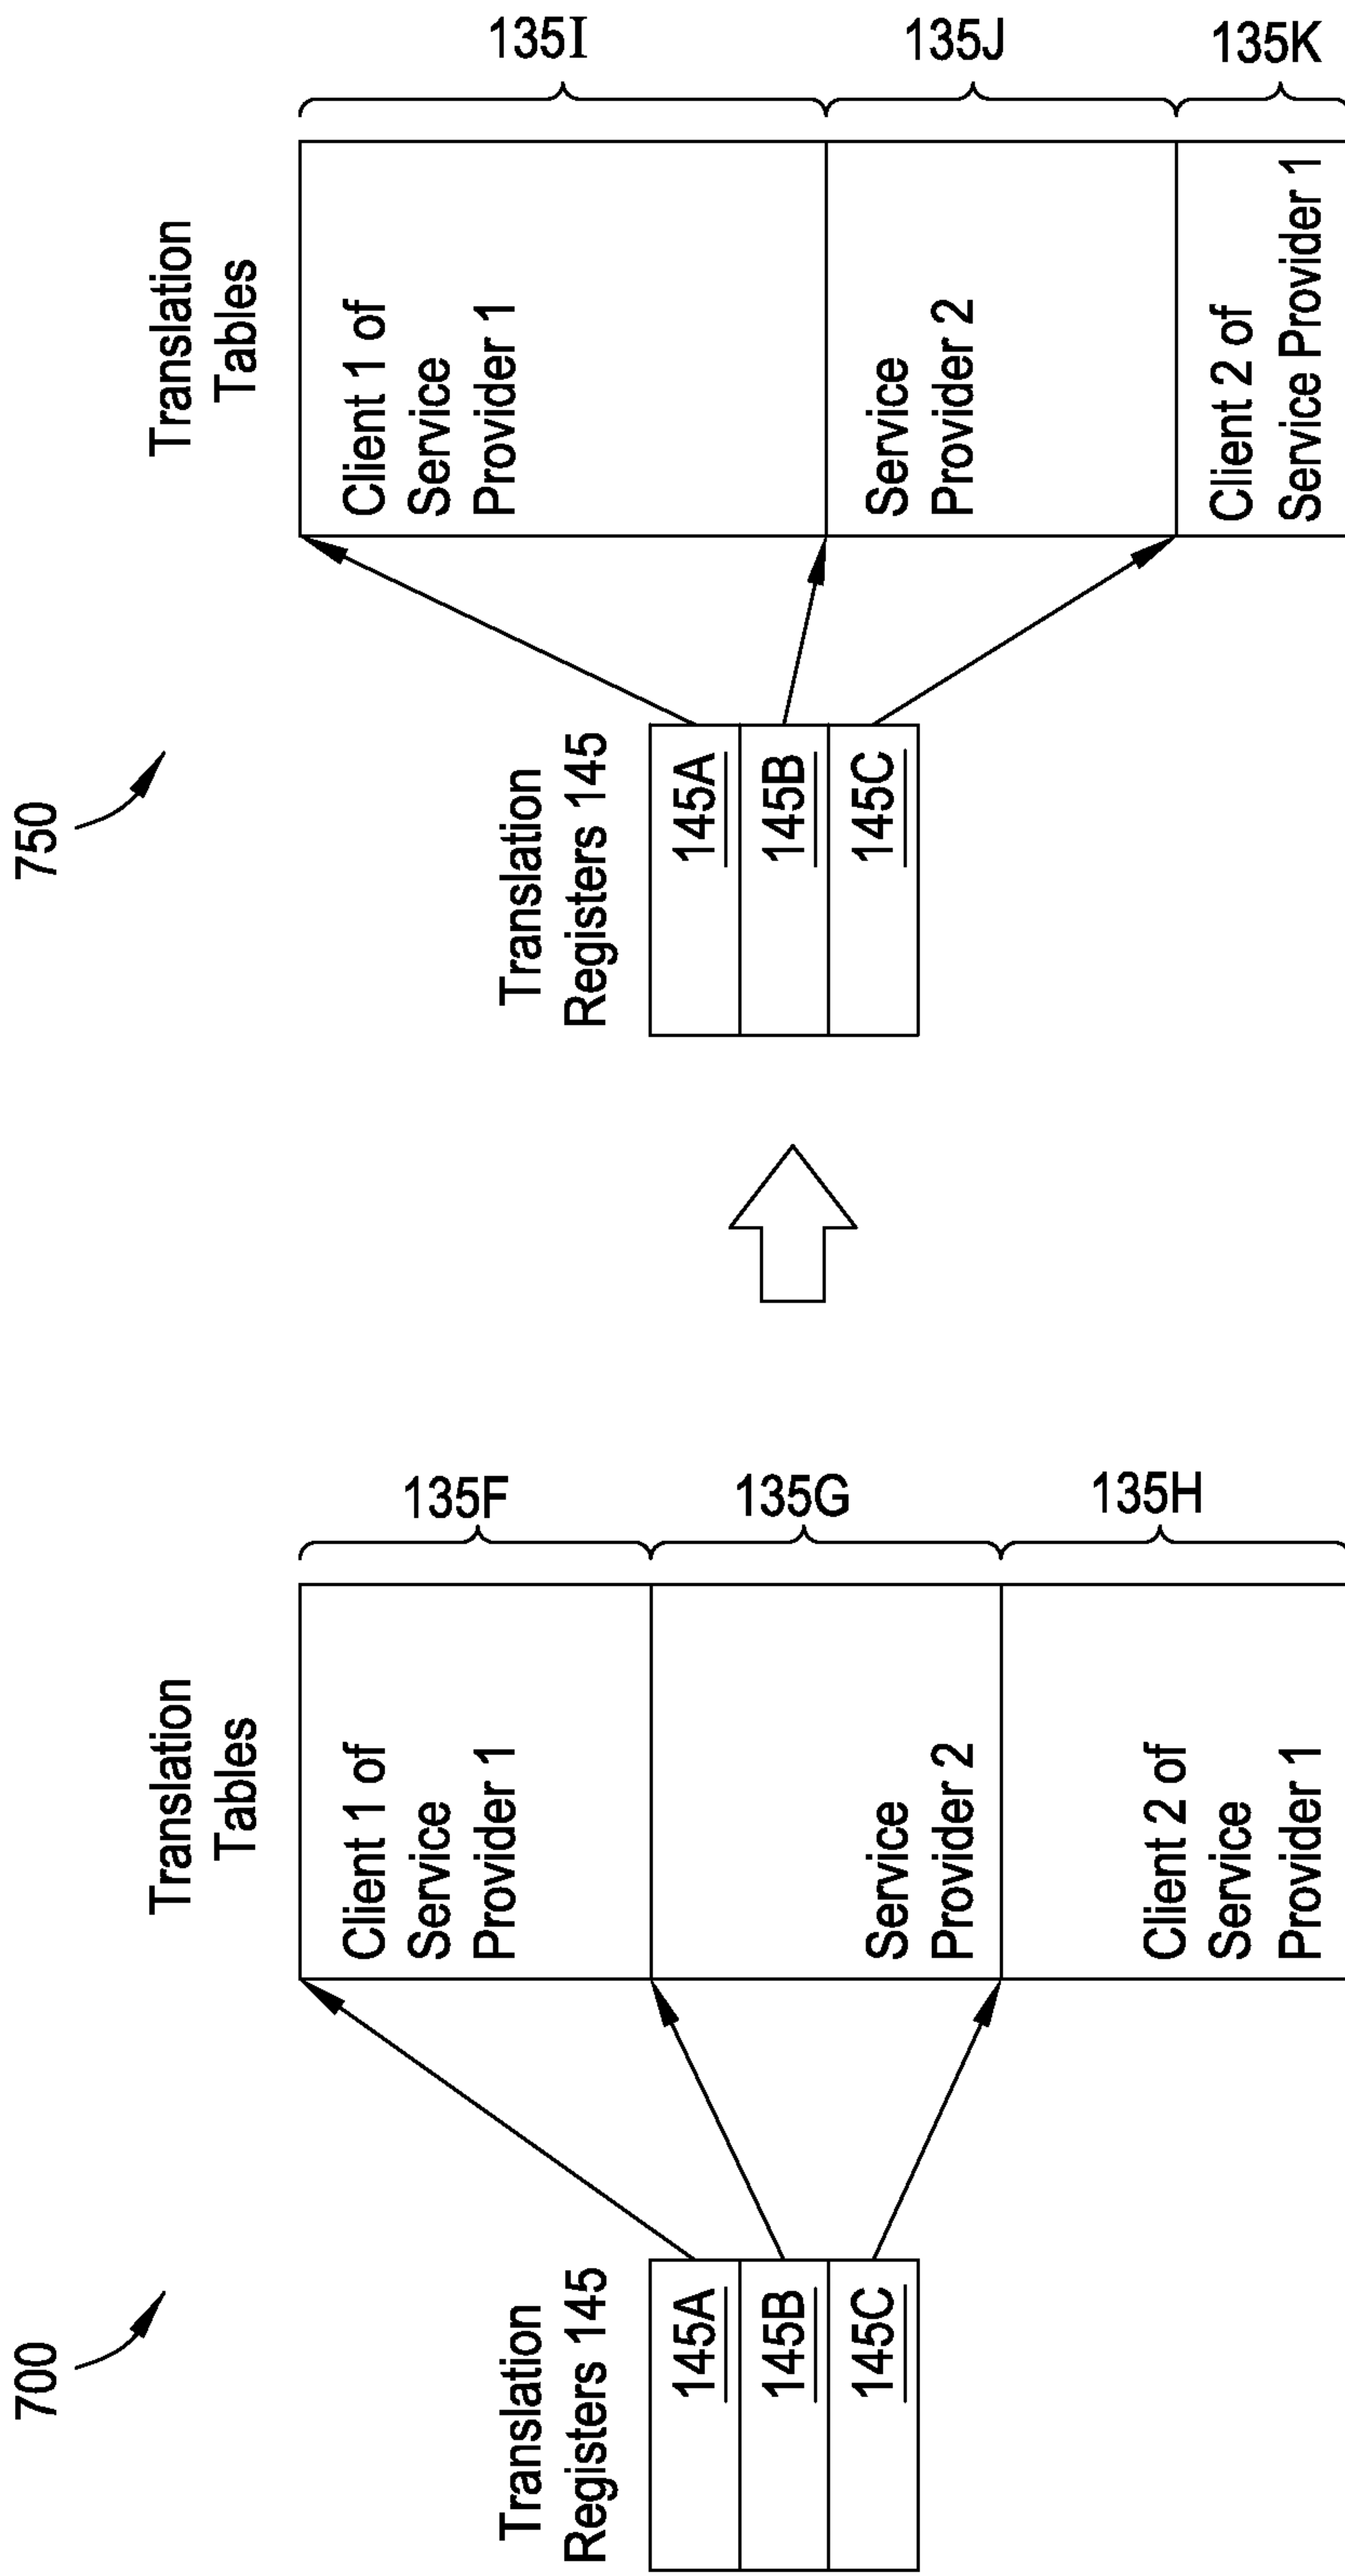 700
Translation
Registers 145
145A
145B
145C
Translation
Tables
Client 1 of
Service
Provider 1
Service
Provider 2
Client 2 of
Service
Provider 1
135F
135G
135H
750
Translation
Registers 145
145A
145B
145C
Translation
Tables
Client 1 of
Service
Provider 1
Service
Provider 2
Client 2 of
Service Provider 1
135I
135J
135K